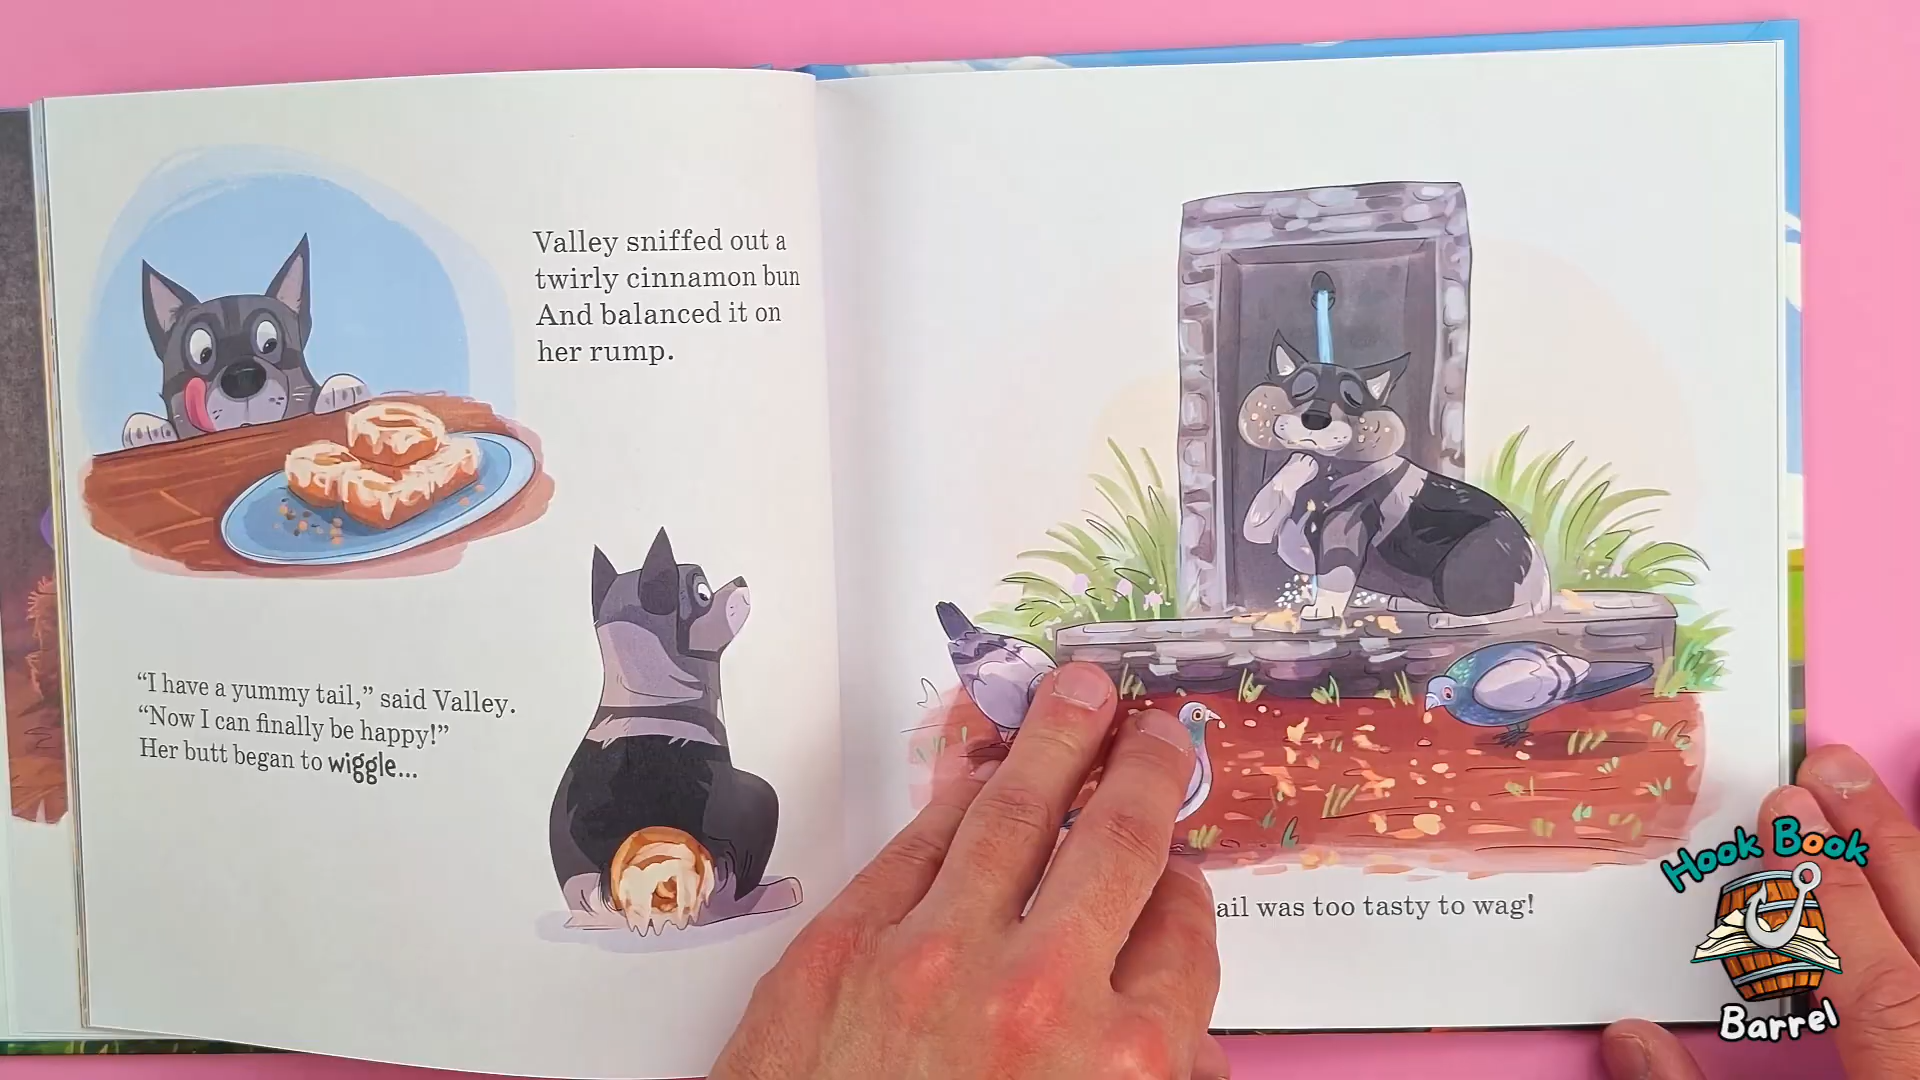 Valley sniffed out a
twirly cinnamon bun
And balanced it on
her rump.
“I have a yummy tail,” said Valley.
“Now I can finally be happy!”
Her butt began to wiggle...
was too tasty to wag!
Hook Book
Barrel